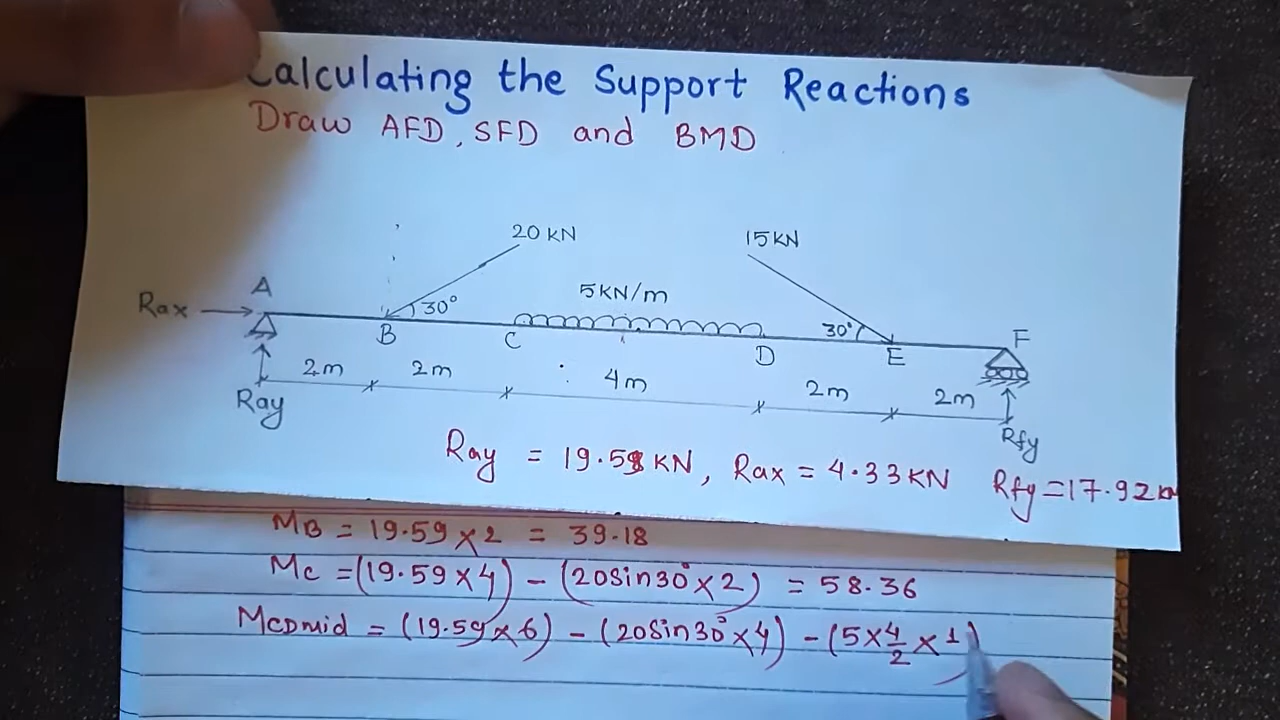 Calculating the Support Reactions
Draw AFD, SFD and BMD
20 KN
15KN
A
5KN/m
Rax
30°
30°
F
B
C
D
E
2m
2m
4m
2m
2m
Ray
Rfy
Ray = 19.59 KN, Rax = 4.33 KN Rfy = 17.92 KN
MB = 19.59 × 2 = 39.18
Mc = (19.59 × 4) - (20sin30° × 2) = 58.36
MCDmid = (19.59 × 6) - (20sin30° × 4) - (5 × 4/2 × 1)